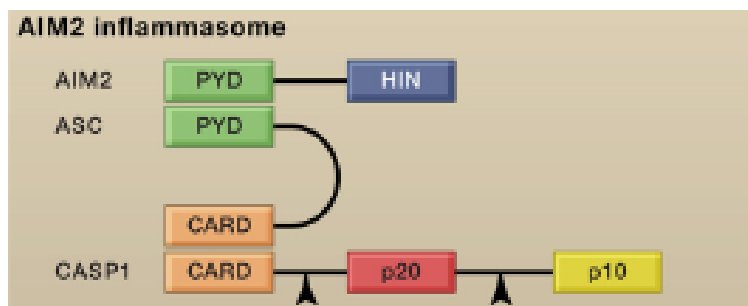 AIM2 inflammasome
AIM2 PYD HIN
ASC PYD
CARD
CASP1 CARD p20 p10